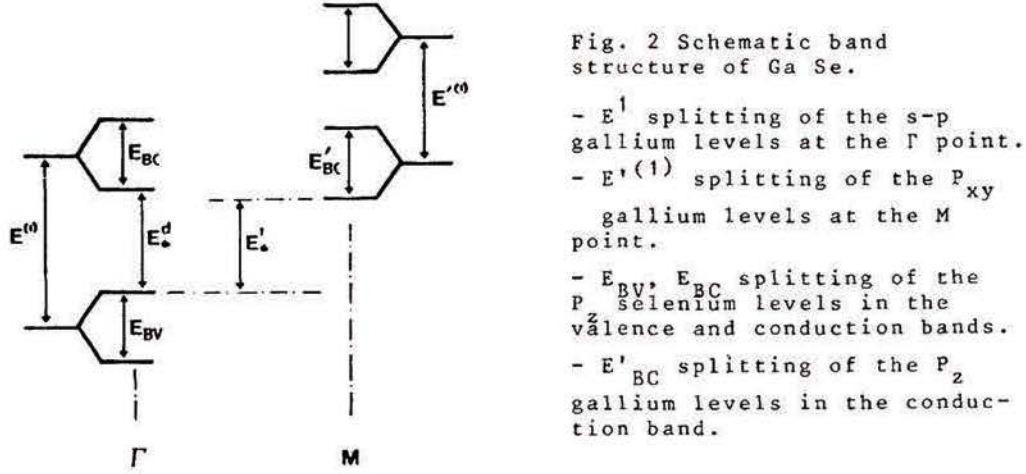 E'⁽¹⁾
E_BC
E'_BC
E⁽¹⁾
E_*^d
E_*^'
E_BV
Γ
M
Fig. 2 Schematic band
structure of Ga Se.
- E¹ splitting of the s-p
gallium levels at the Γ point.
- E'⁽¹⁾ splitting of the P_xy
gallium levels at the M
point.
- E_BV, E_BC splitting of the
P_z selenium levels in the
valence and conduction bands.
- E'_BC splitting of the P_z
gallium levels in the conduc-
tion band.